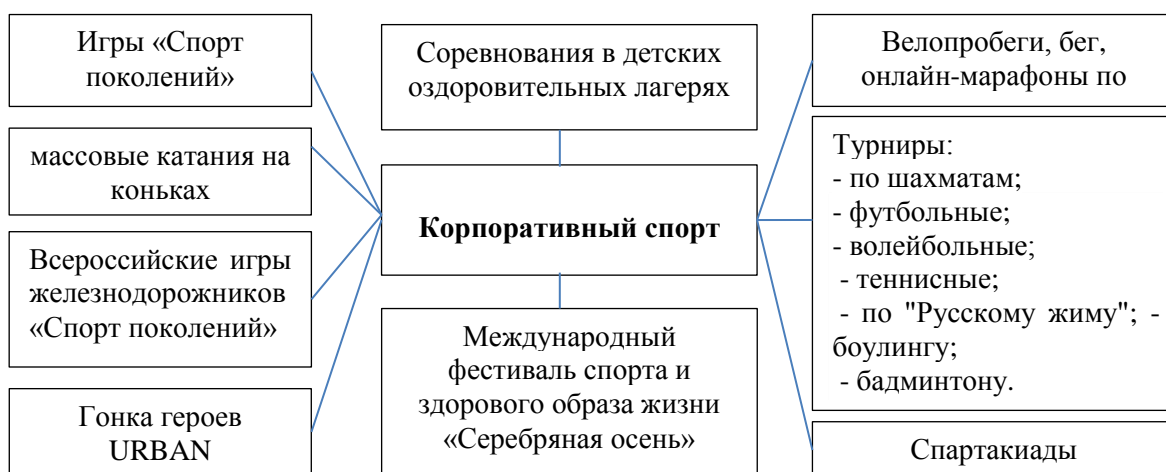 Игры «Спорт
поколений»
массовые катания на
коньках
Всероссийские игры
железнодорожников
«Спорт поколений»
Гонка героев
URBAN
Соревнования в детских
оздоровительных лагерях
Корпоративный спорт
Международный
фестиваль спорта и
здорового образа жизни
«Серебряная осень»
Велопробеги, бег,
онлайн-марафоны по
Турниры:
- по шахматам;
- футбольные;
- волейбольные;
- теннисные;
- по "Русскому жиму"; -
боулингу;
- бадминтону.
Спартакиады